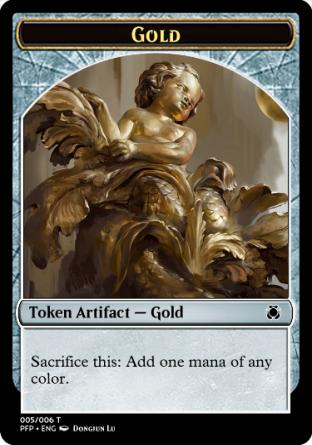 Gold
Token Artifact — Gold
Sacrifice this: Add one mana of any
color.
005/006 T
PFP • ENG Dongjun Lu